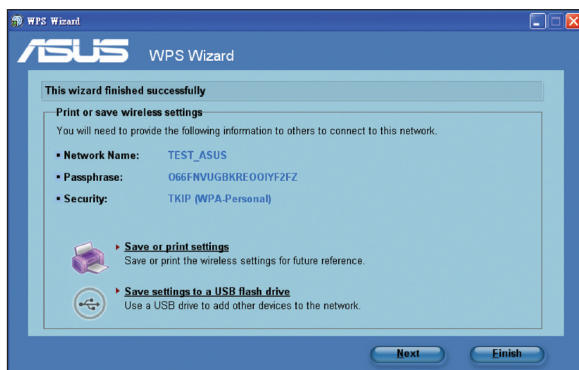 WPS Wizard
ASUS WPS Wizard
This wizard finished successfully
Print or save wireless settings
You will need to provide the following information to others to connect to this network.
Network Name: TEST_ASUS
Passphrase: O66FNVUGBKREOOIYF2FZ
Security: TKIP (WPA-Personal)
Save or print settings
Save or print the wireless settings for future reference.
Save settings to a USB flash drive
Use a USB drive to add other devices to the network.
Next Finish